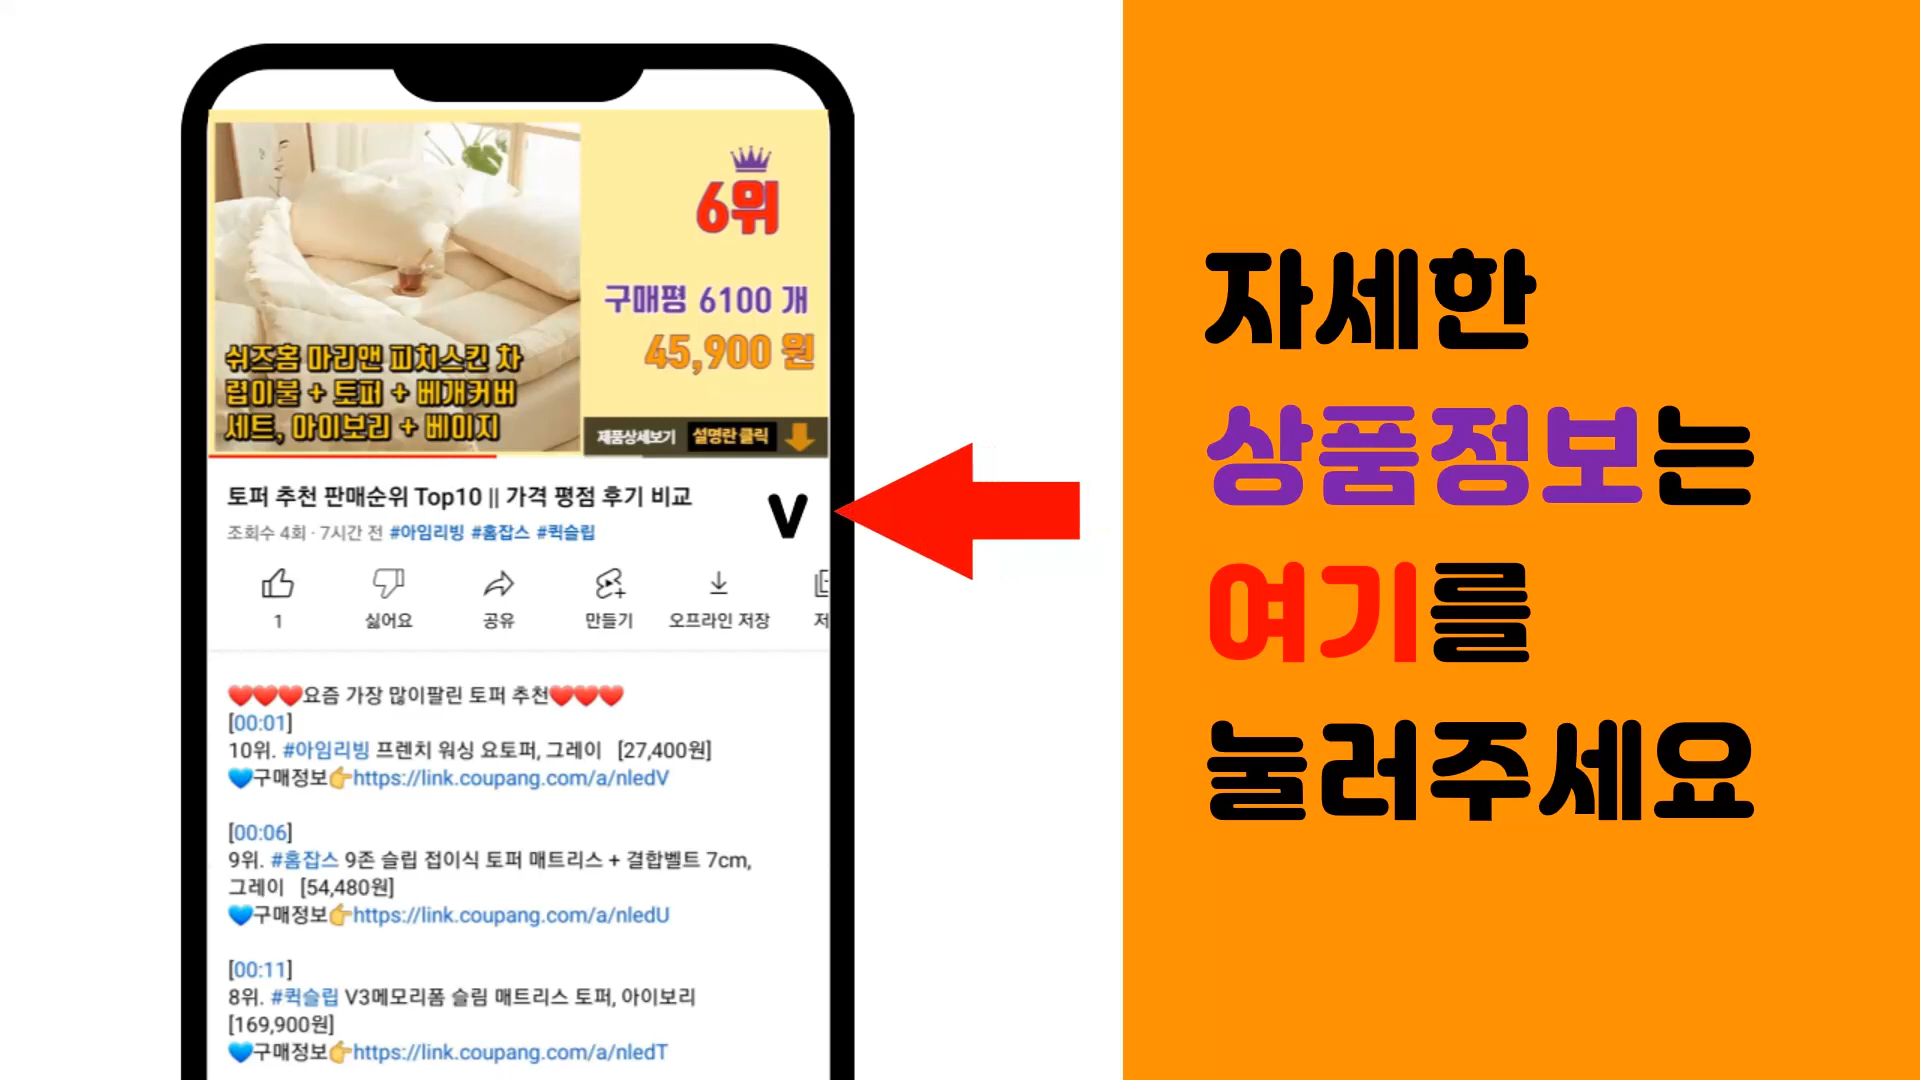 6위
구매평 6100 개
45,900 원
쉬즈홈 마리앤 피치스킨 차
렵이불 + 토퍼 + 베개커버
세트, 아이보리 + 베이지
제품상세보기 설명란 클릭
토퍼 추천 판매순위 Top10 || 가격 평점 후기 비교
V
조회수 4회 · 7시간 전 #아임리빙 #홈잡스 #퀵슬립
1 싫어요 공유 만들기 오프라인 저장 저
❤️❤️❤️요즘 가장 많이팔린 토퍼 추천❤️❤️❤️
[00:01]
10위. #아임리빙 프렌치 워싱 요토퍼, 그레이 [27,400원]
💙구매정보👉https://link.coupang.com/a/nledV
[00:06]
9위. #홈잡스 9존 슬립 접이식 토퍼 매트리스 + 결합벨트 7cm,
그레이 [54,480원]
💙구매정보👉https://link.coupang.com/a/nledU
[00:11]
8위. #퀵슬립 V3메모리폼 슬림 매트리스 토퍼, 아이보리
[169,900원]
💙구매정보👉https://link.coupang.com/a/nledT
자세한
상품정보는
여기를
눌러주세요